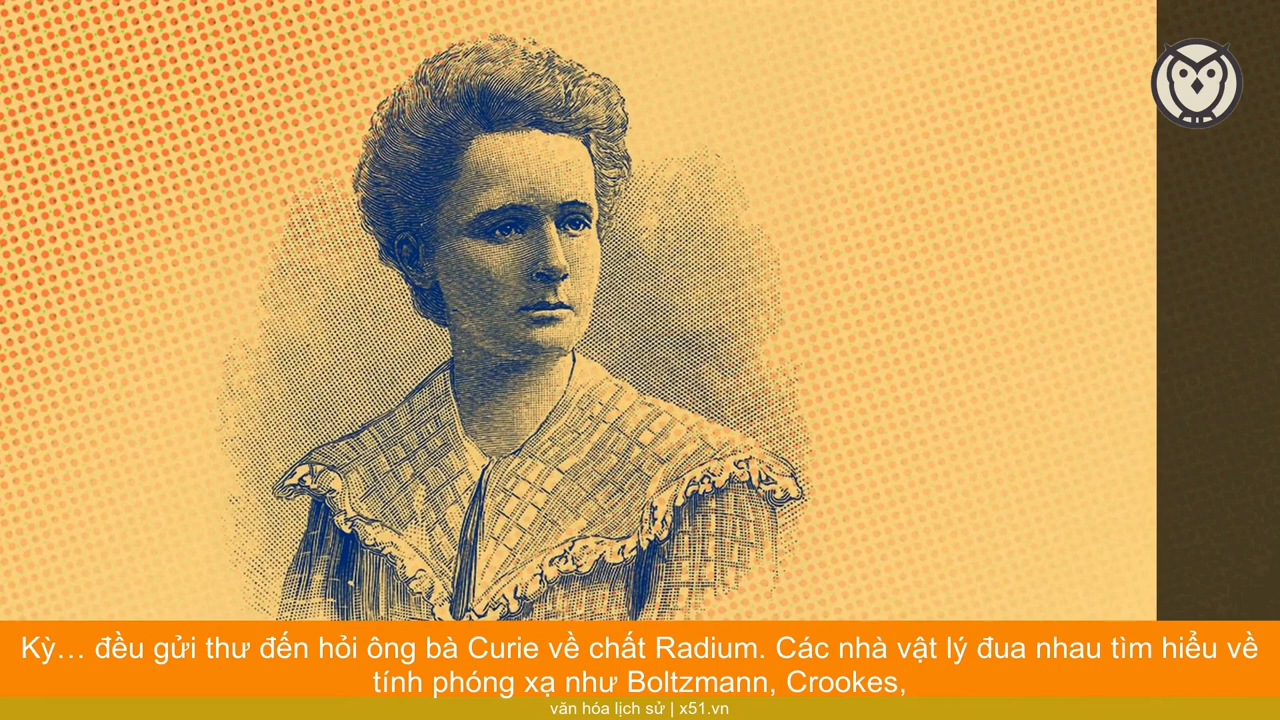 Kỳ... đều gửi thư đến hỏi ông bà Curie về chất Radium. Các nhà vật lý đua nhau tìm hiểu về
tính phóng xạ như Boltzmann, Crookes,
văn hóa lịch sử | x51.vn